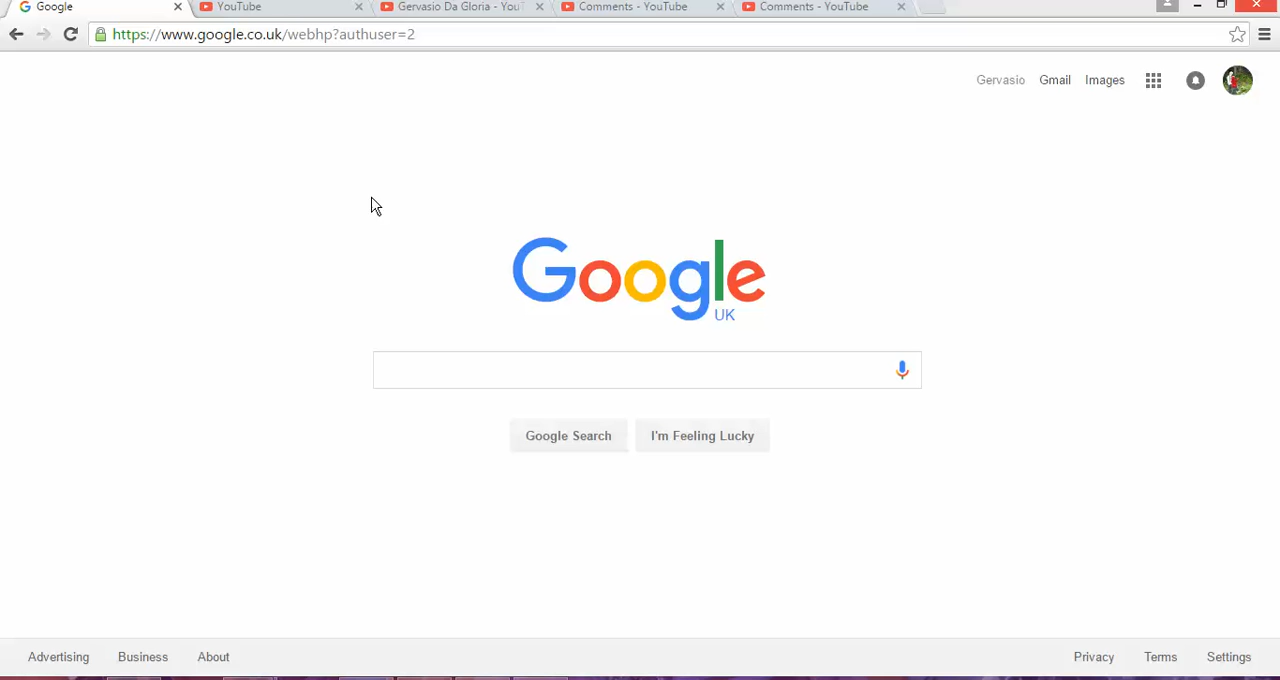 Google YouTube Gervasio Da Gloria - You Comments - YouTube Comments - YouTube
https://www.google.co.uk/webhp?authuser=2
Gervasio Gmail Images
Google
UK
Google Search I'm Feeling Lucky
Advertising Business About Privacy Terms Settings